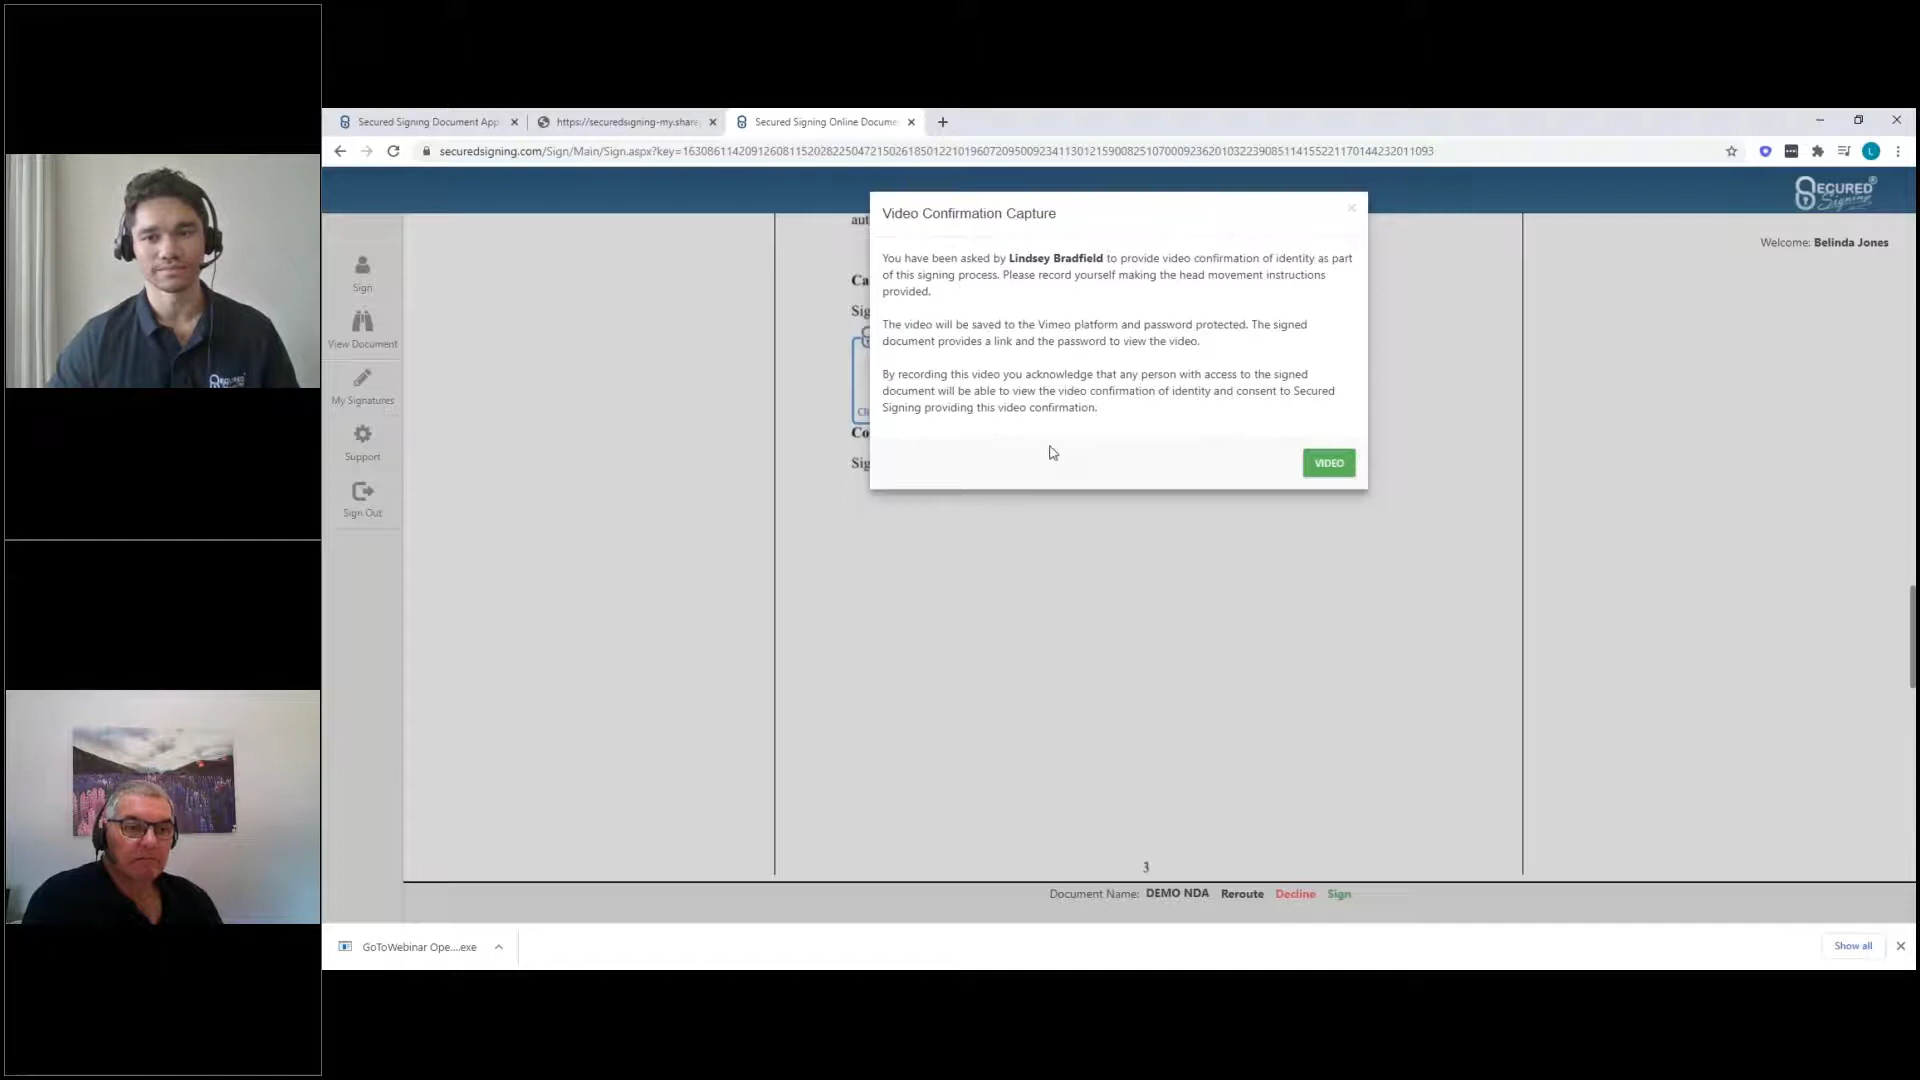 Secured Signing Document App
https://securedsigning-my.share
Secured Signing Online Docume
securedsigning.com/Sign/Main/Sign.aspx?key=
L
SECURED
Signing
Welcome: Belinda Jones
Sign
View Document
My Signatures
Support
Sign Out
aut
Ca
Sig
Co
Sig
Video Confirmation Capture
You have been asked by Lindsey Bradfield to provide video confirmation of identity as part
of this signing process. Please record yourself making the head movement instructions
provided.
The video will be saved to the Vimeo platform and password protected. The signed
document provides a link and the password to view the video.
By recording this video you acknowledge that any person with access to the signed
document will be able to view the video confirmation of identity and consent to Secured
Signing providing this video confirmation.
VIDEO
3
Document Name: DEMO NDA Reroute Decline Sign
GoToWebinar Ope....exe
Show all